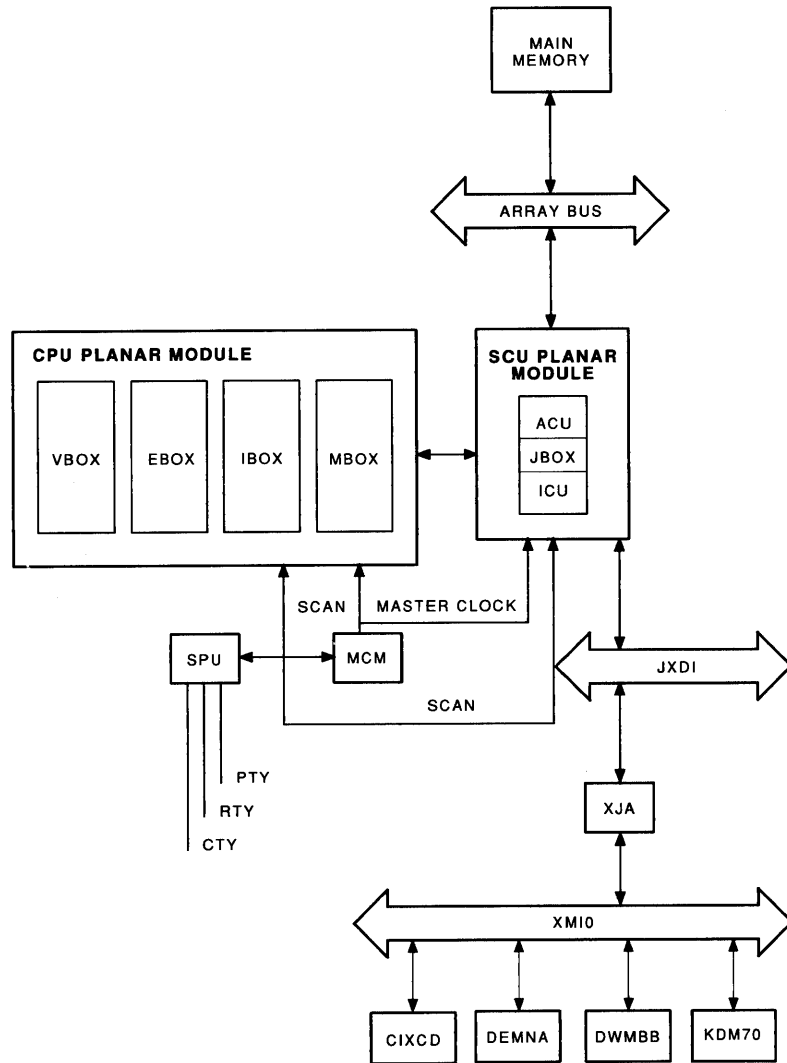 MAIN
MEMORY
ARRAY BUS
CPU PLANAR MODULE
SCU PLANAR
MODULE
VBOX
EBOX
IBOX
MBOX
ACU
JBOX
ICU
SCAN
MASTER CLOCK
SPU
MCM
JXDI
SCAN
PTY
RTY
CTY
XJA
XMI0
CIXCD
DEMNA
DWMBB
KDM70